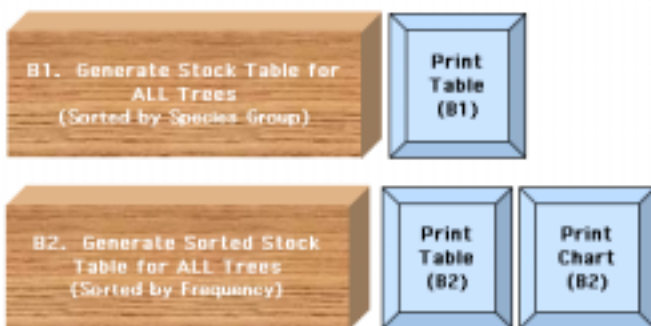 B1. Generate Stock Table for
ALL Trees
(Sorted by Species Group)
Print
Table
(B1)
B2. Generate Sorted Stock
Table for ALL Trees
(Sorted by Frequency)
Print
Table
(B2)
Print
Chart
(B2)